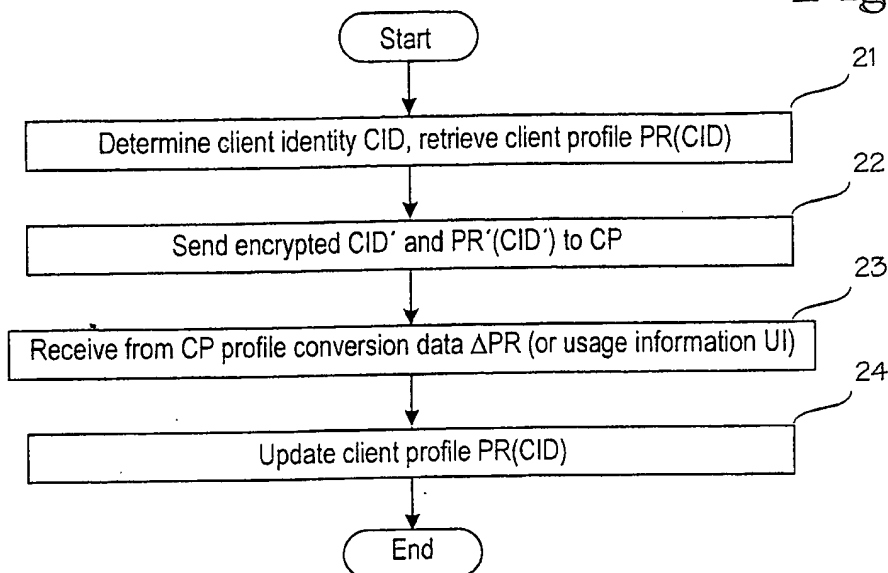 Start
21
Determine client identity CID, retrieve client profile PR(CID)
22
Send encrypted CID´ and PR´(CID´) to CP
23
Receive from CP profile conversion data ΔPR (or usage information UI)
24
Update client profile PR(CID)
End